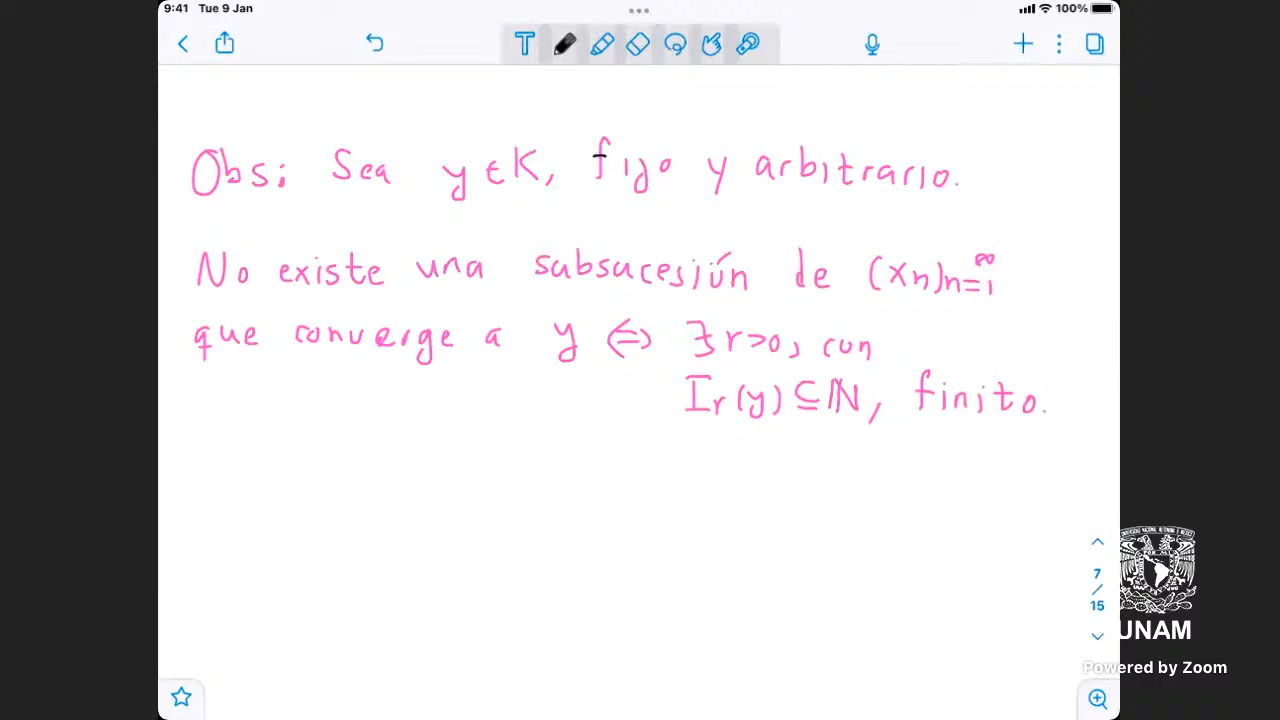 9:41 Tue 9 Jan
100%
Obs: Sea y ∈ K, fijo y arbitrario.
No existe una subsucesión de (xn)n=1^∞
que converge a y ⇔ ∃ r>0, con
Ir(y) ⊆ ℕ, finito.
7
/
15
UNAM
Powered by Zoom